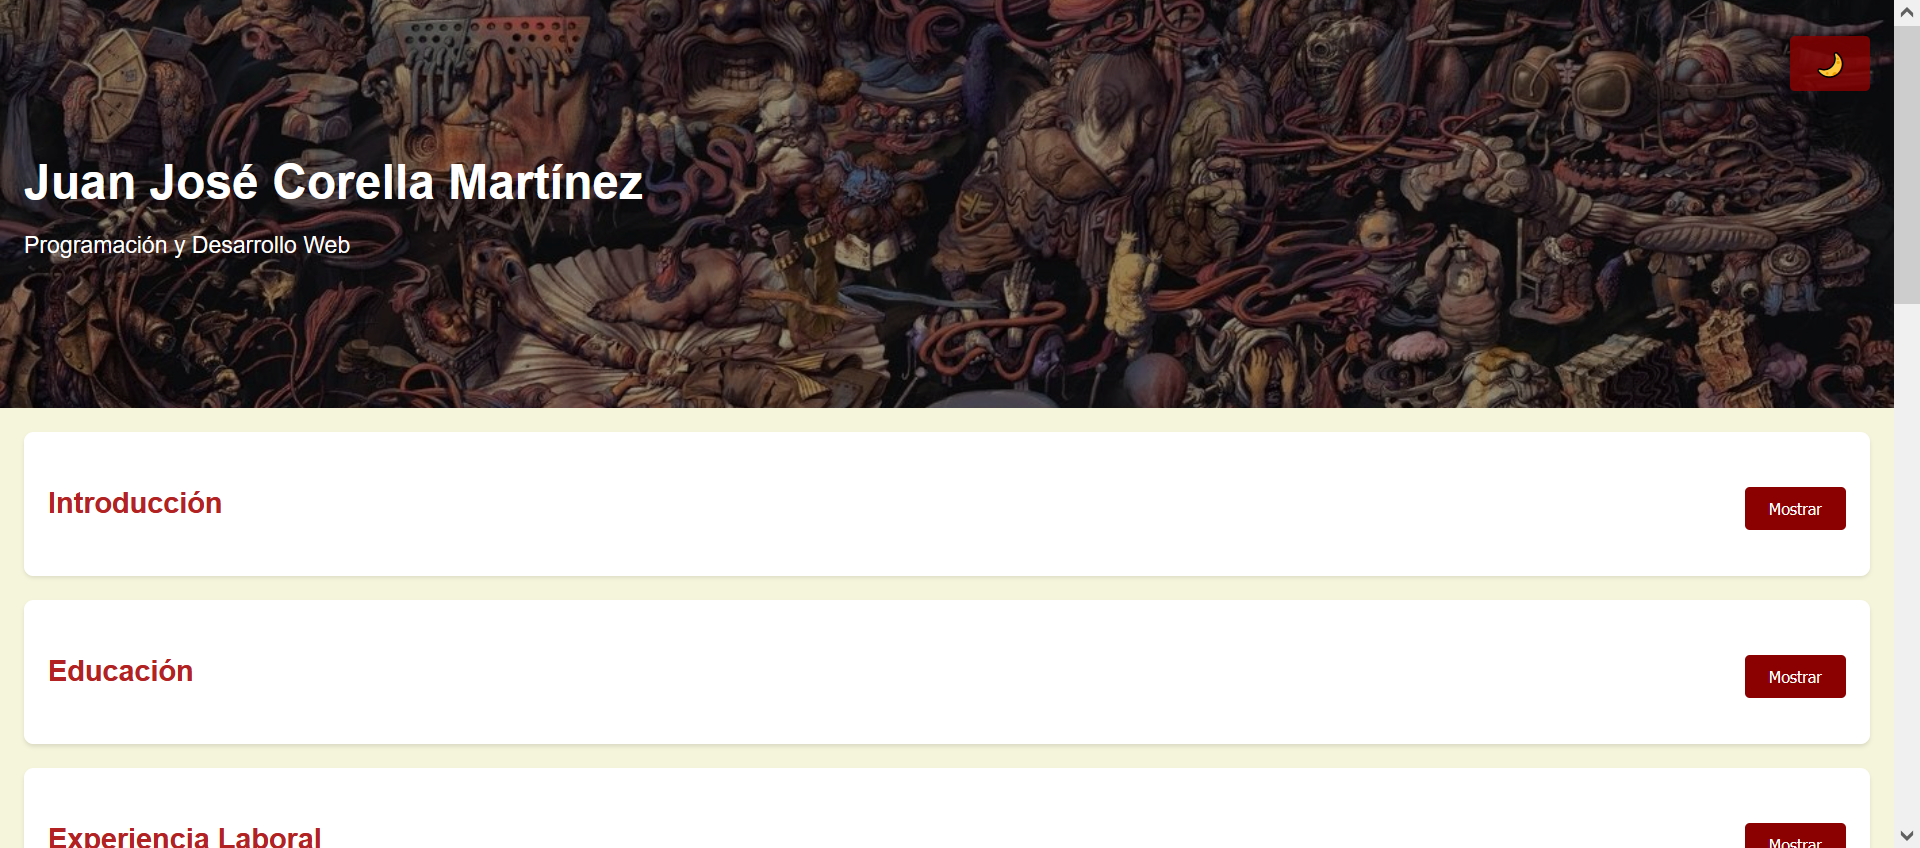 Juan José Corella Martínez
Programación y Desarrollo Web
Introducción
Mostrar
Educación
Mostrar
Experiencia Laboral
Mostrar